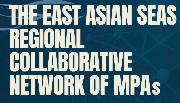 THE EAST ASIAN SEAS
REGIONAL
COLLABORATIVE
NETWORK OF MPAs